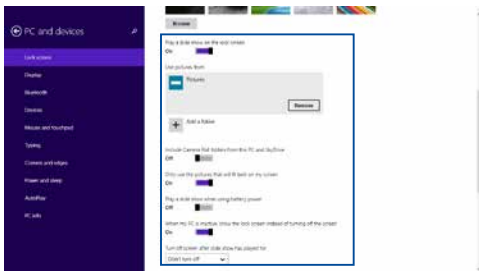 PC and devices
Lock screen
Display
Bluetooth
Devices
Mouse and touchpad
Typing
Corners and edges
Power and sleep
AutoPlay
PC info
Browse
Play a slide show on the lock screen
On
Use pictures from
Pictures
Remove
Add a folder
Include Camera Roll folders from this PC and SkyDrive
Off
Only use my pictures that will fit best on my screen
On
Play a slide show when using battery power
Off
When my PC is inactive, show the lock screen instead of turning off the screen
On
Turn off screen after slide show has played for
Don't turn off